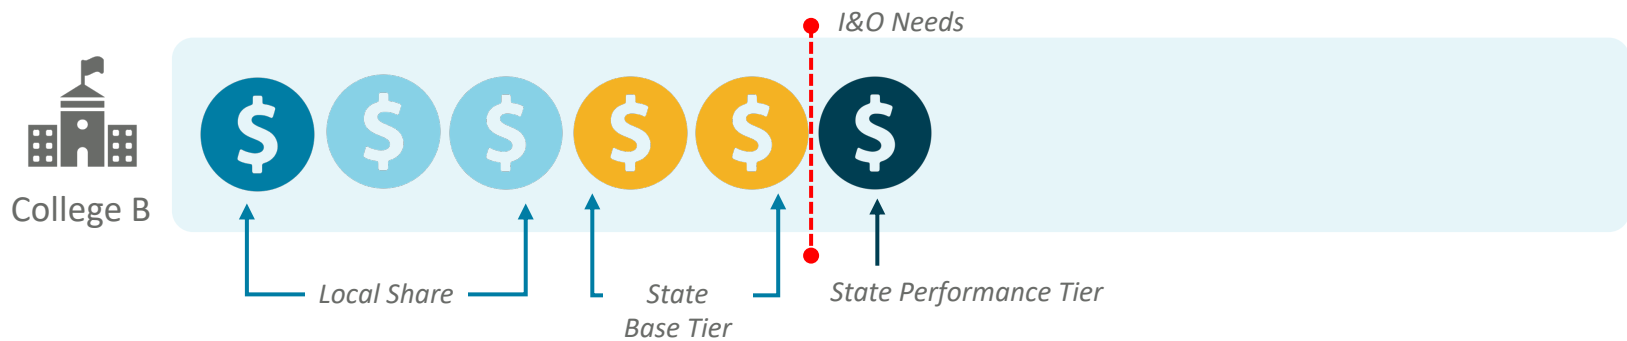 I&O Needs
$ $ $ $ $ $
College B
Local Share
State
Base Tier
State Performance Tier